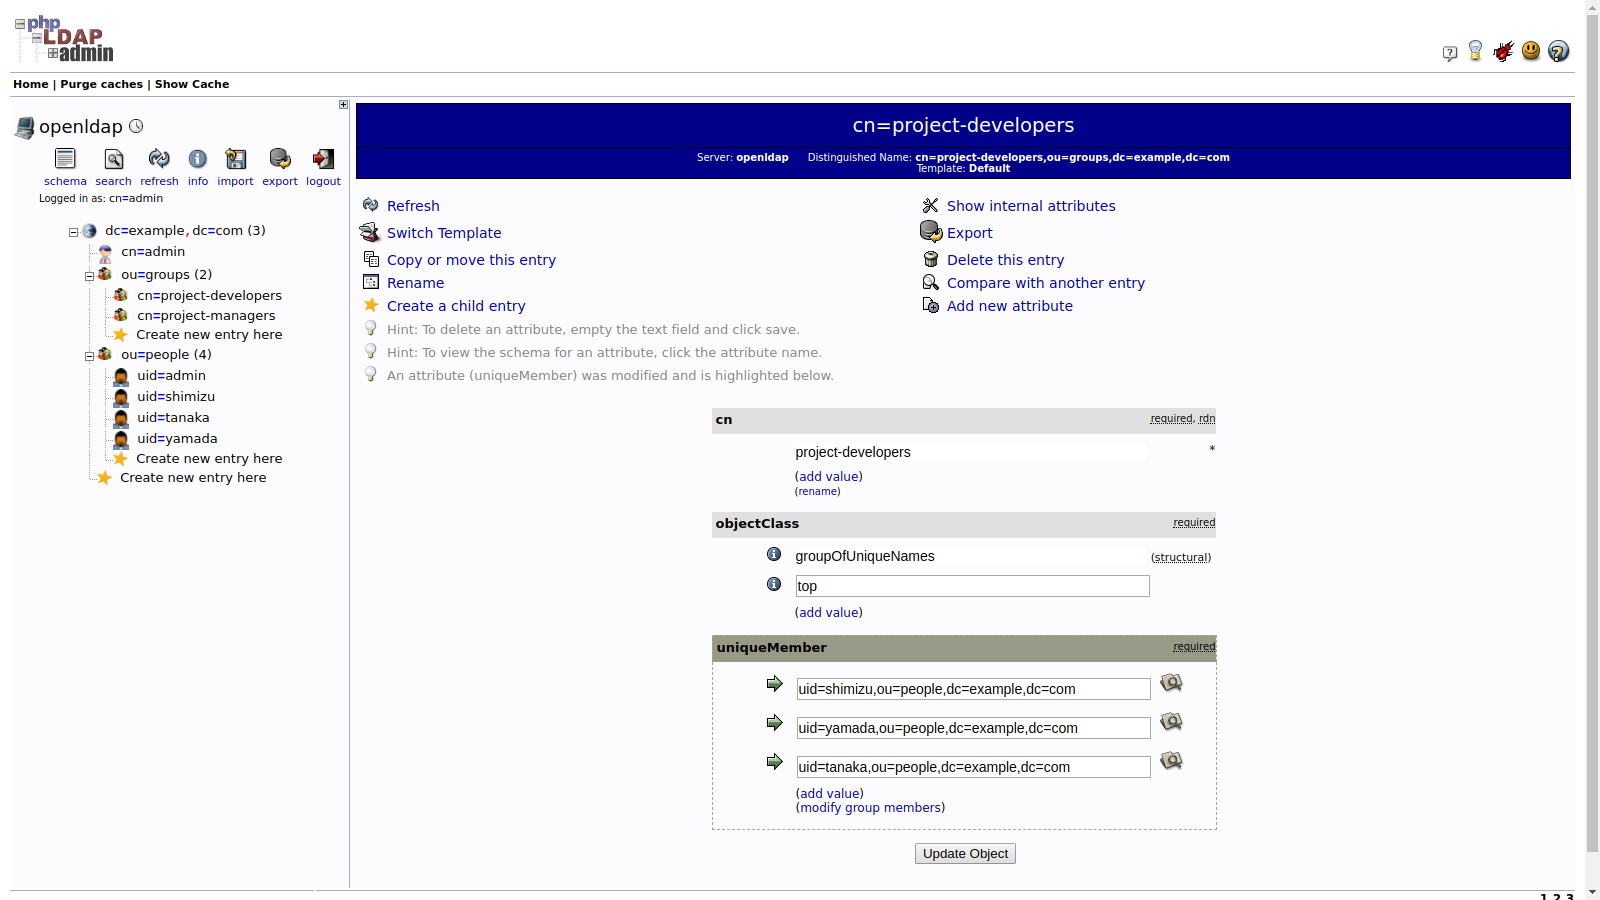 php
LDAP
admin
Home | Purge caches | Show Cache
openldap
schema search refresh info import export logout
Logged in as: cn=admin
dc=example,dc=com (3)
cn=admin
ou=groups (2)
cn=project-developers
cn=project-managers
Create new entry here
ou=people (4)
uid=admin
uid=shimizu
uid=tanaka
uid=yamada
Create new entry here
Create new entry here
cn=project-developers
Server: openldap Distinguished Name: cn=project-developers,ou=groups,dc=example,dc=com
Template: Default
Refresh
Show internal attributes
Switch Template
Export
Copy or move this entry
Delete this entry
Rename
Compare with another entry
Create a child entry
Add new attribute
Hint: To delete an attribute, empty the text field and click save.
Hint: To view the schema for an attribute, click the attribute name.
An attribute (uniqueMember) was modified and is highlighted below.
cn required, rdn
project-developers *
(add value)
(rename)
objectClass required
groupOfUniqueNames (structural)
top
(add value)
uniqueMember required
uid=shimizu,ou=people,dc=example,dc=com
uid=yamada,ou=people,dc=example,dc=com
uid=tanaka,ou=people,dc=example,dc=com
(add value)
(modify group members)
Update Object
1.2.3